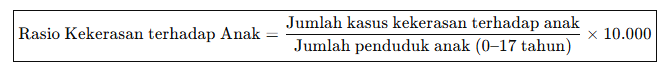 Rasio Kekerasan terhadap Anak = Jumlah kasus kekerasan terhadap anak / Jumlah penduduk anak (0–17 tahun) × 10.000